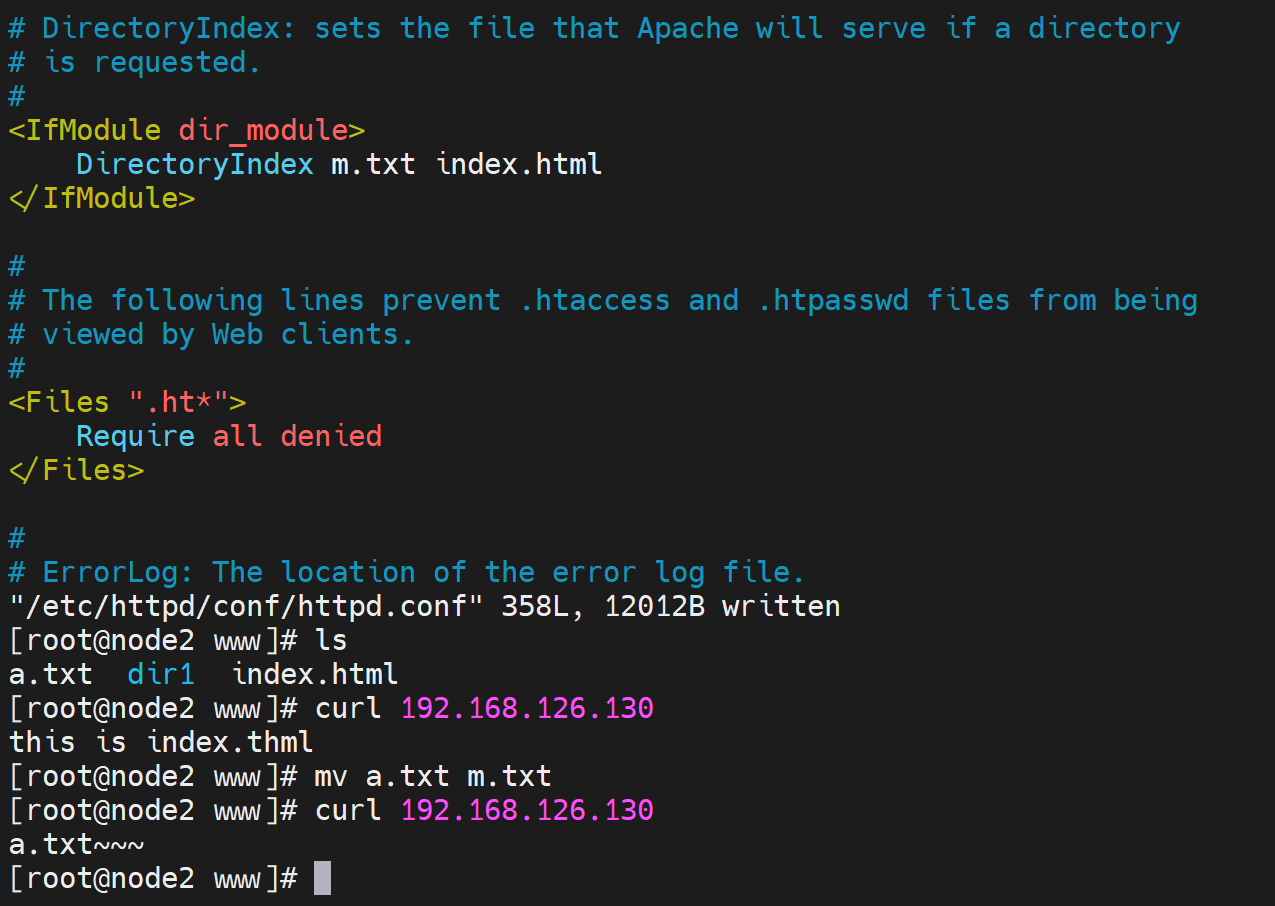 # DirectoryIndex: sets the file that Apache will serve if a directory
# is requested.
#
<IfModule dir_module>
    DirectoryIndex m.txt index.html
</IfModule>

#
# The following lines prevent .htaccess and .htpasswd files from being
# viewed by Web clients.
#
<Files ".ht*">
    Require all denied
</Files>

#
# ErrorLog: The location of the error log file.
"/etc/httpd/conf/httpd.conf" 358L, 12012B written
[root@node2 www]# ls
a.txt  dir1  index.html
[root@node2 www]# curl 192.168.126.130
this is index.thml
[root@node2 www]# mv a.txt m.txt
[root@node2 www]# curl 192.168.126.130
a.txt~~~
[root@node2 www]#